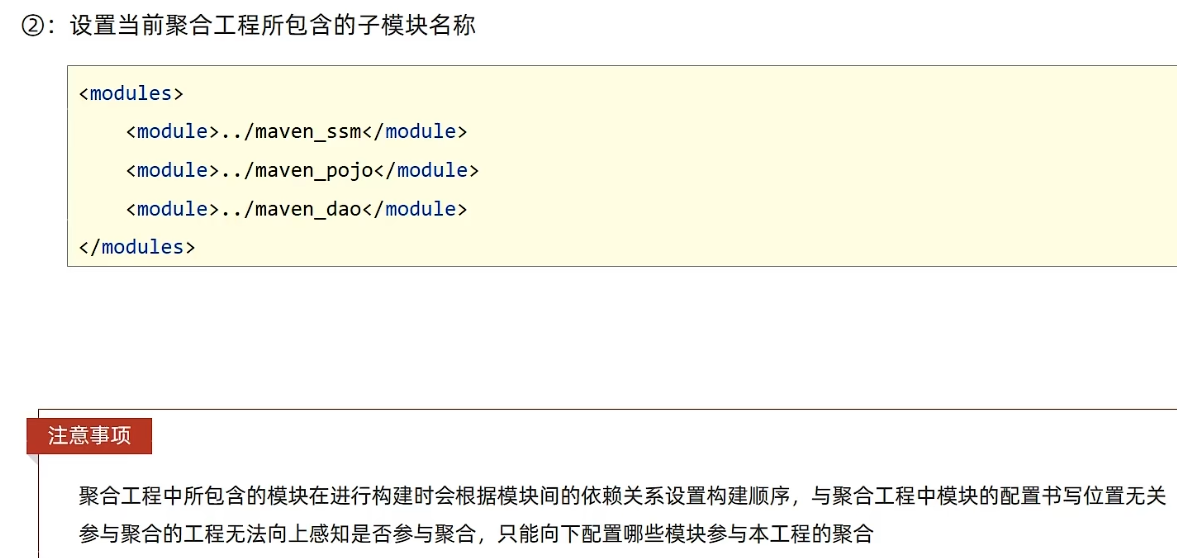 ②：设置当前聚合工程所包含的子模块名称
<modules>
    <module>../maven_ssm</module>
    <module>../maven_pojo</module>
    <module>../maven_dao</module>
</modules>
注意事项
聚合工程中所包含的模块在进行构建时会根据模块间的依赖关系设置构建顺序，与聚合工程中模块的配置书写位置无关
参与聚合的工程无法向上感知是否参与聚合，只能向下配置哪些模块参与本工程的聚合